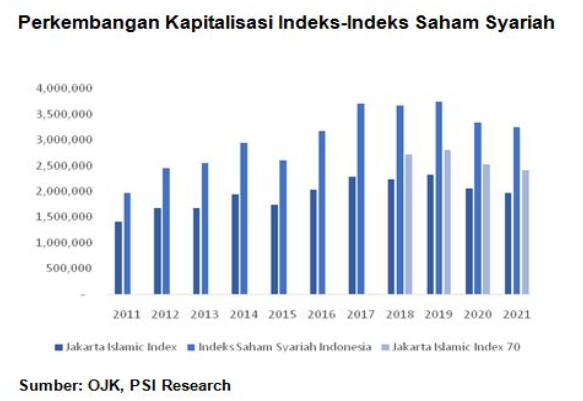 Perkembangan Kapitalisasi Indeks-Indeks Saham Syariah
4,000,000
3,500,000
3,000,000
2,500,000
2,000,000
1,500,000
1,000,000
500,000
-
2011 2012 2013 2014 2015 2016 2017 2018 2019 2020 2021
Jakarta Islamic Index Indeks Saham Syariah Indonesia Jakarta Islamic Index 70
Sumber: OJK, PSI Research